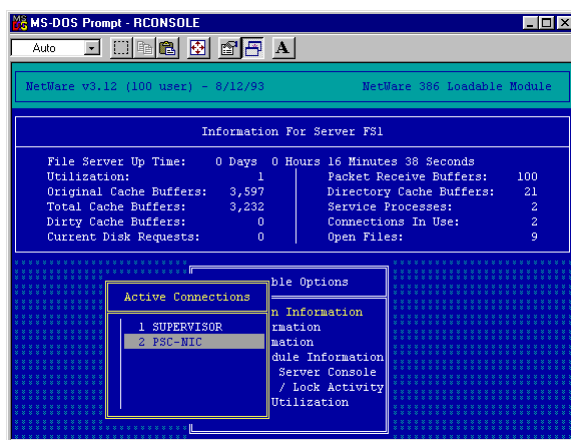 MS-DOS Prompt - RCONSOLE
Auto
A
NetWare v3.12 (100 user) - 8/12/93 NetWare 386 Loadable Module
Information For Server FS1
File Server Up Time: 0 Days 0 Hours 16 Minutes 38 Seconds
Utilization: 1 Packet Receive Buffers: 100
Original Cache Buffers: 3,597 Directory Cache Buffers: 21
Total Cache Buffers: 3,232 Service Processes: 2
Dirty Cache Buffers: 0 Connections In Use: 2
Current Disk Requests: 0 Open Files: 9
ble Options
Active Connections
n Information
1 SUPERVISOR rmation
2 PSC-NIC mation
dule Information
Server Console
/ Lock Activity
Utilization